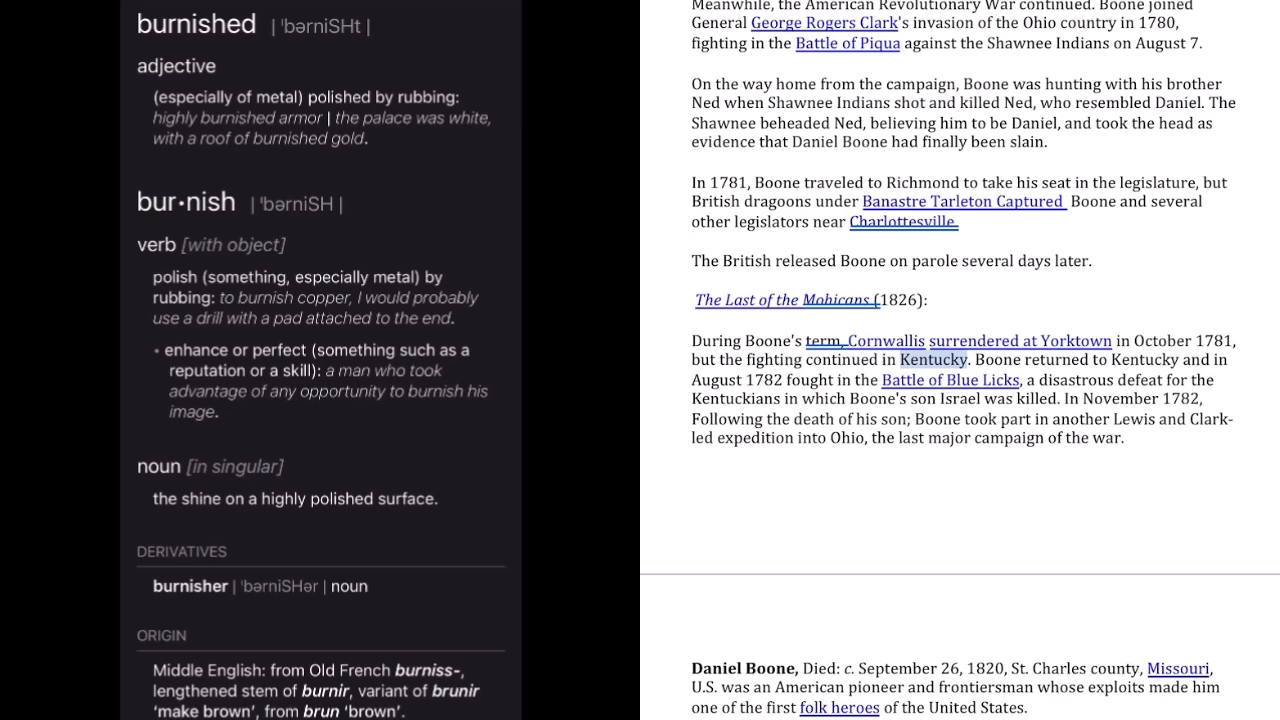 burnished | ˈbərniSHt |
adjective
(especially of metal) polished by rubbing:
highly burnished armor | the palace was white,
with a roof of burnished gold.
bur·nish | ˈbərniSH |
verb [with object]
polish (something, especially metal) by
rubbing: to burnish copper, I would probably
use a drill with a pad attached to the end.
• enhance or perfect (something such as a
reputation or a skill): a man who took
advantage of any opportunity to burnish his
image.
noun [in singular]
the shine on a highly polished surface.
DERIVATIVES
burnisher | ˈbərniSHər | noun
ORIGIN
Middle English: from Old French burniss-,
lengthened stem of burnir, variant of brunir
‘make brown’, from brun ‘brown’.
Meanwhile, the American Revolutionary War continued. Boone joined
General George Rogers Clark's invasion of the Ohio country in 1780,
fighting in the Battle of Piqua against the Shawnee Indians on August 7.
On the way home from the campaign, Boone was hunting with his brother
Ned when Shawnee Indians shot and killed Ned, who resembled Daniel. The
Shawnee beheaded Ned, believing him to be Daniel, and took the head as
evidence that Daniel Boone had finally been slain.
In 1781, Boone traveled to Richmond to take his seat in the legislature, but
British dragoons under Banastre Tarleton Captured Boone and several
other legislators near Charlottesville.
The British released Boone on parole several days later.
The Last of the Mohicans (1826):
During Boone's term, Cornwallis surrendered at Yorktown in October 1781,
but the fighting continued in Kentucky. Boone returned to Kentucky and in
August 1782 fought in the Battle of Blue Licks, a disastrous defeat for the
Kentuckians in which Boone's son Israel was killed. In November 1782,
Following the death of his son; Boone took part in another Lewis and Clark-
led expedition into Ohio, the last major campaign of the war.
Daniel Boone, Died: c. September 26, 1820, St. Charles county, Missouri,
U.S. was an American pioneer and frontiersman whose exploits made him
one of the first folk heroes of the United States.